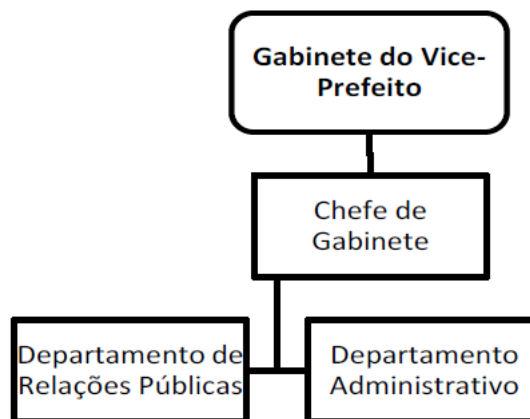 Gabinete do Vice-
Prefeito
Chefe de
Gabinete
Departamento de
Relações Públicas
Departamento
Administrativo